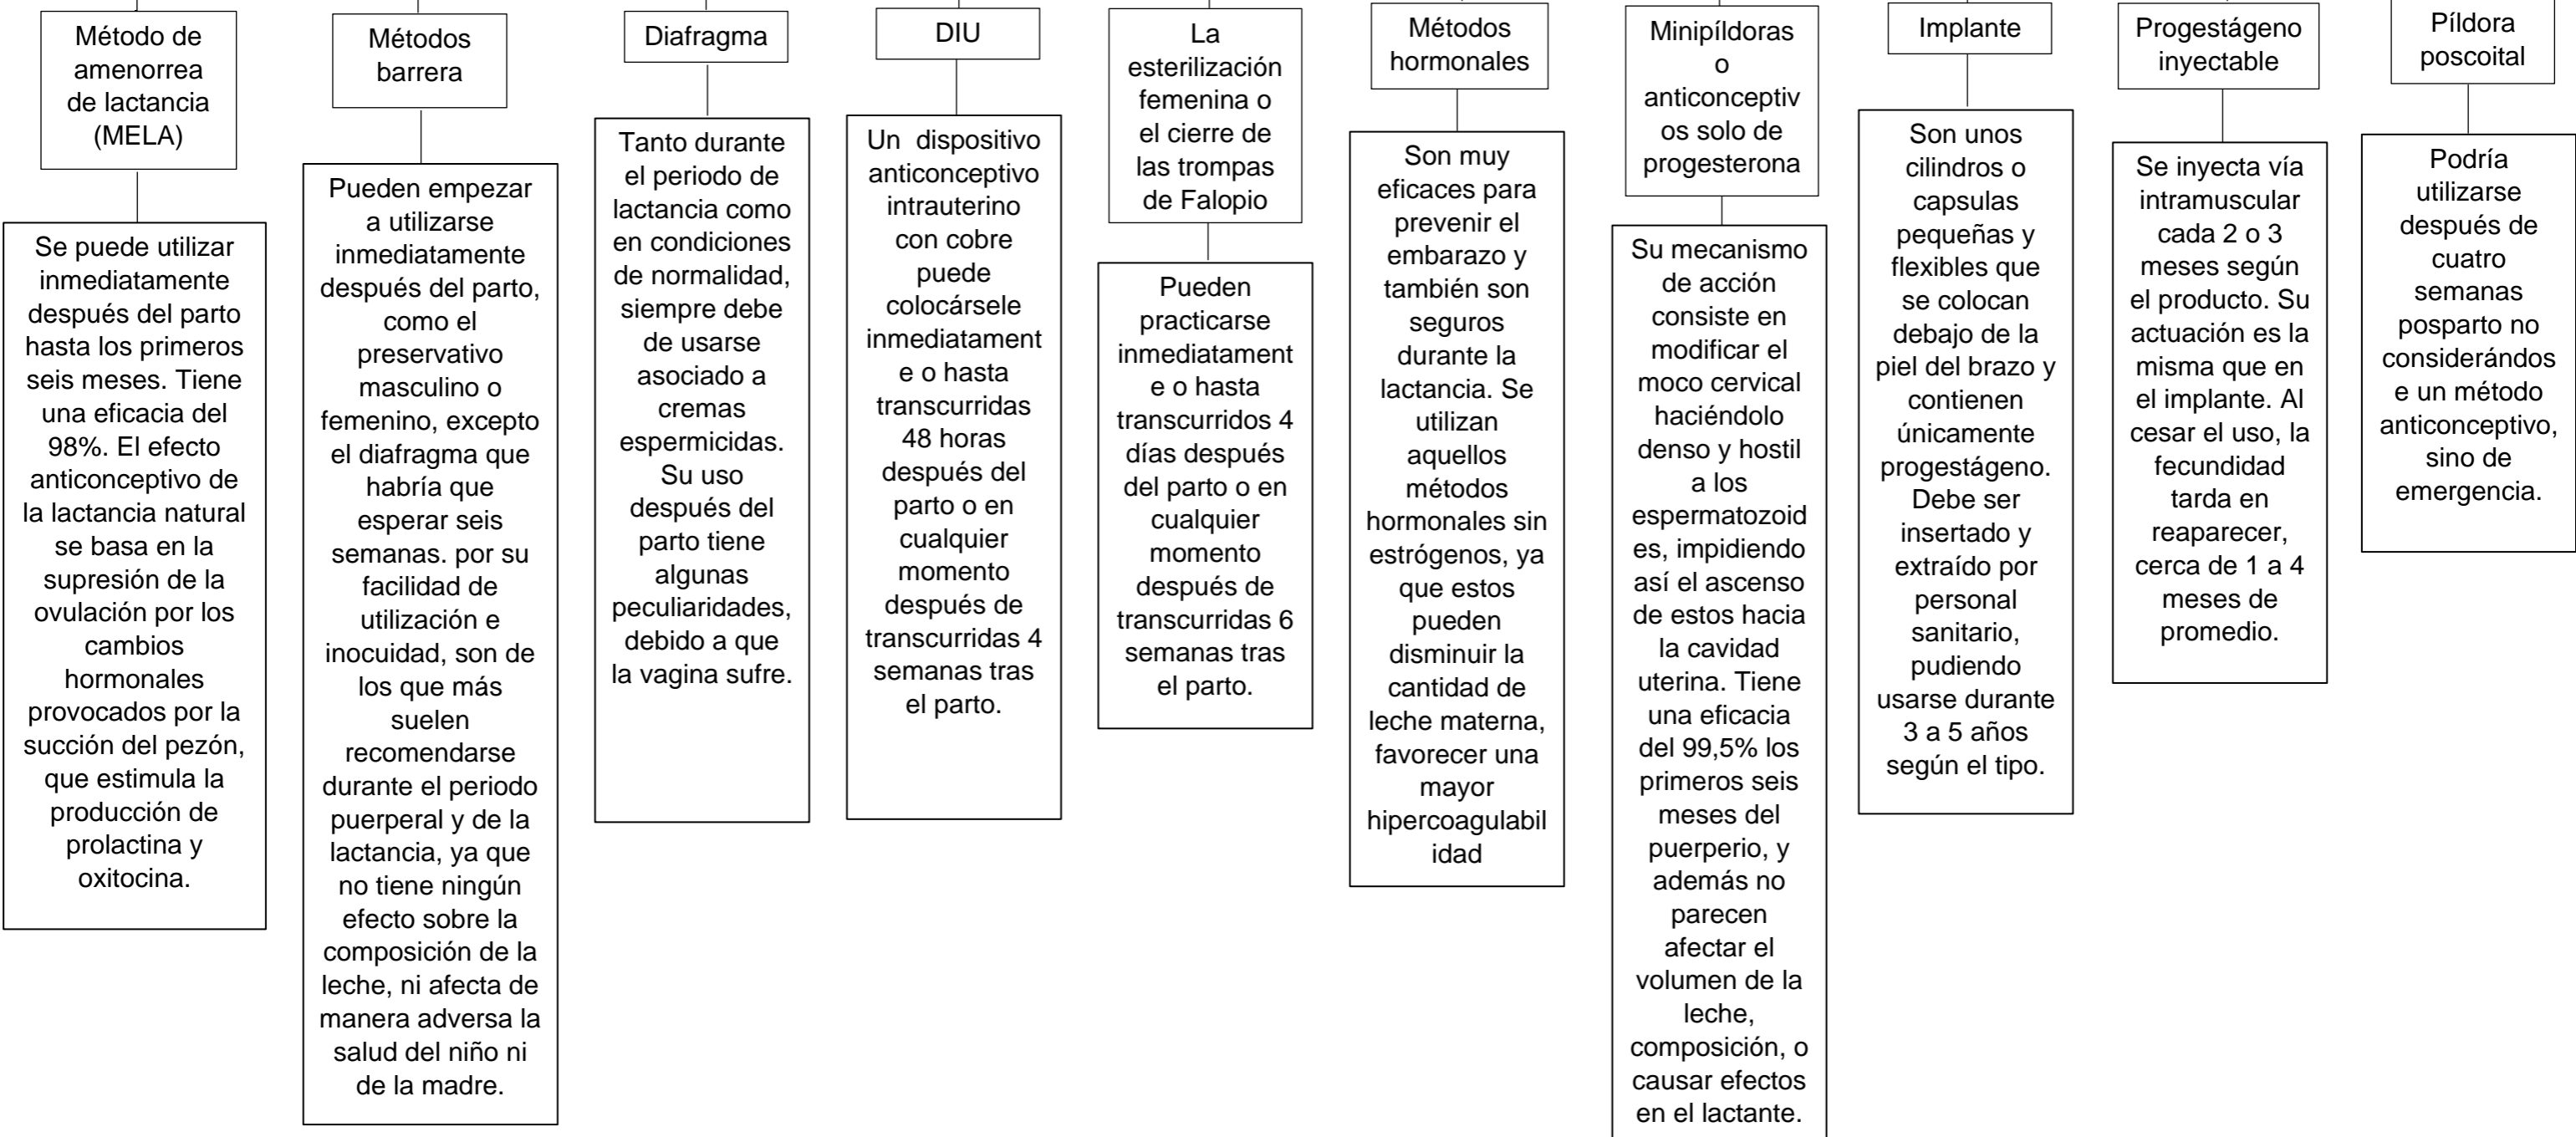 Método de
amenorrea
de lactancia
(MELA)
Se puede utilizar
inmediatamente
después del parto
hasta los primeros
seis meses. Tiene
una eficacia del
98%. El efecto
anticonceptivo de
la lactancia natural
se basa en la
supresión de la
ovulación por los
cambios
hormonales
provocados por la
succión del pezón,
que estimula la
producción de
prolactina y
oxitocina.
Métodos
barrera
Pueden empezar
a utilizarse
inmediatamente
después del parto,
como el
preservativo
masculino o
femenino, excepto
el diafragma que
habría que
esperar seis
semanas. por su
facilidad de
utilización e
inocuidad, son de
los que más
suelen
recomendarse
durante el periodo
puerperal y de la
lactancia, ya que
no tiene ningún
efecto sobre la
composición de la
leche, ni afecta de
manera adversa la
salud del niño ni
de la madre.
Diafragma
Tanto durante
el periodo de
lactancia como
en condiciones
de normalidad,
siempre debe
de usarse
asociado a
cremas
espermicidas.
Su uso
después del
parto tiene
algunas
peculiaridades,
debido a que
la vagina sufre.
DIU
Un dispositivo
anticonceptivo
intrauterino
con cobre
puede
colocársele
inmediatament
e o hasta
transcurridas
48 horas
después del
parto o en
cualquier
momento
después de
transcurridas 4
semanas tras
el parto.
La
esterilización
femenina o
el cierre de
las trompas
de Falopio
Pueden
practicarse
inmediatament
e o hasta
transcurridos 4
días después
del parto o en
cualquier
momento
después de
transcurridas 6
semanas tras
el parto.
Métodos
hormonales
Son muy
eficaces para
prevenir el
embarazo y
también son
seguros
durante la
lactancia. Se
utilizan
aquellos
métodos
hormonales sin
estrógenos, ya
que estos
pueden
disminuir la
cantidad de
leche materna,
favorecer una
mayor
hipercoagulabil
idad
Minipíldoras
o
anticonceptiv
os solo de
progesterona
Su mecanismo
de acción
consiste en
modificar el
moco cervical
haciéndolo
denso y hostil
a los
espermatozoid
es, impidiendo
así el ascenso
de estos hacia
la cavidad
uterina. Tiene
una eficacia
del 99,5% los
primeros seis
meses del
puerperio, y
además no
parecen
afectar el
volumen de la
leche,
composición, o
causar efectos
en el lactante.
Implante
Son unos
cilindros o
capsulas
pequeñas y
flexibles que
se colocan
debajo de la
piel del brazo y
contienen
únicamente
progestágeno.
Debe ser
insertado y
extraído por
personal
sanitario,
pudiendo
usarse durante
3 a 5 años
según el tipo.
Progestágeno
inyectable
Se inyecta vía
intramuscular
cada 2 o 3
meses según
el producto. Su
actuación es la
misma que en
el implante. Al
cesar el uso, la
fecundidad
tarda en
reaparecer,
cerca de 1 a 4
meses de
promedio.
Píldora
poscoital
Podría
utilizarse
después de
cuatro
semanas
posparto no
considerándos
e un método
anticonceptivo,
sino de
emergencia.